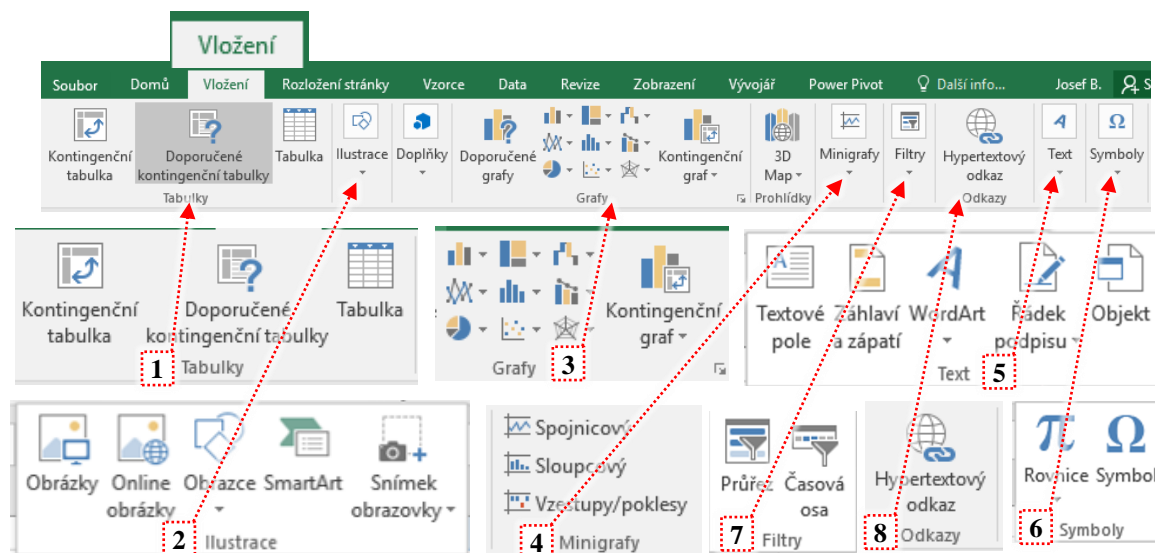 Vložení
Soubor Domů Vložení Rozložení stránky Vzorce Data Revize Zobrazení Vývojář Power Pivot Další info... Josef B. S
Kontingenční Doporučené Tabulka Ilustrace Doplňky Doporučené Kontingenční 3D Minigrafy Filtry Hypertextový Text Symboly
tabulka kontingenční tabulky grafy graf Map odkaz
Tabulky Grafy Prohlídky Odkazy
Kontingenční Doporučené Tabulka
tabulka kontingenční tabulky
1 Tabulky
Kontingenční
graf
Grafy 3
Textové Záhlaví WordArt Řádek Objekt
pole a zápatí podpisu
Text 5
Obrázky Online Obrazce SmartArt Snímek
obrázky obrazovky
2 Ilustrace
Spojnicový
Sloupcový
Vzestupy/poklesy
4 Minigrafy
Průřez Časová
osa
7 Filtry
Hypertextový
odkaz
8 Odkazy
π Ω
Rovnice Symbol
6 Symboly